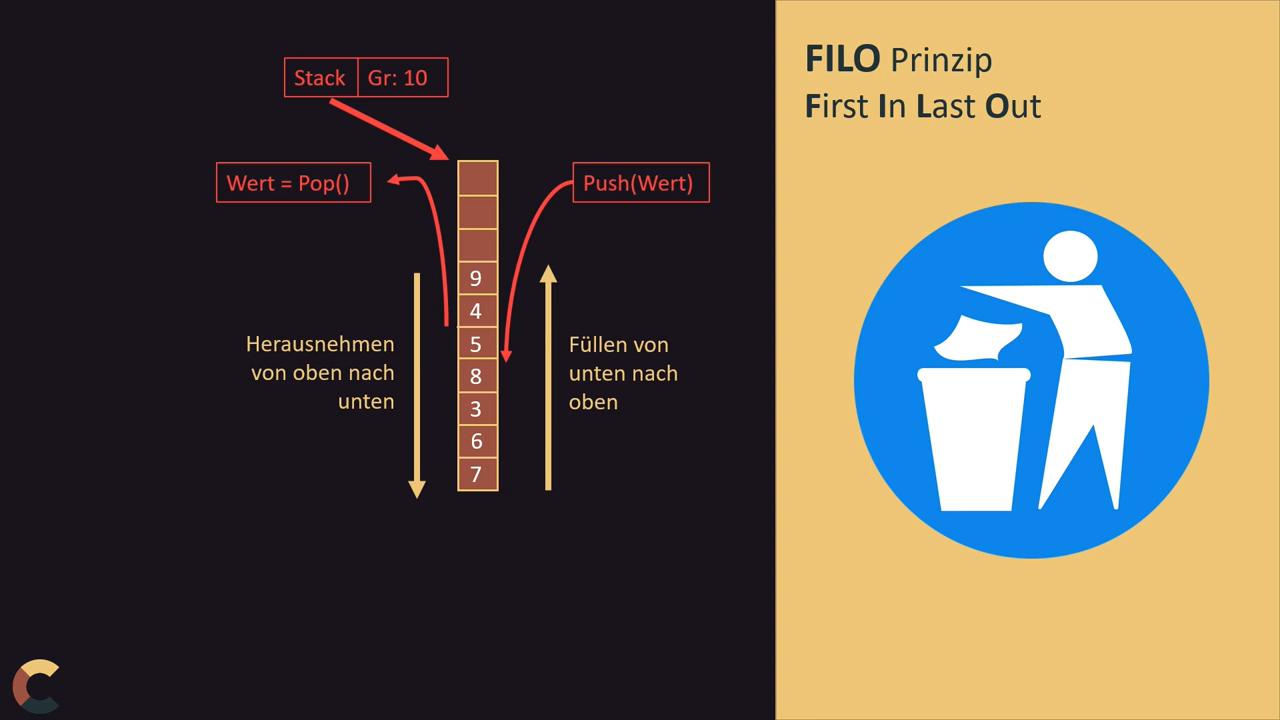 FILO Prinzip
First In Last Out
Stack Gr: 10
Wert = Pop()
Push(Wert)
9
4
5
8
3
6
7
Herausnehmen
von oben nach
unten
Füllen von
unten nach
oben